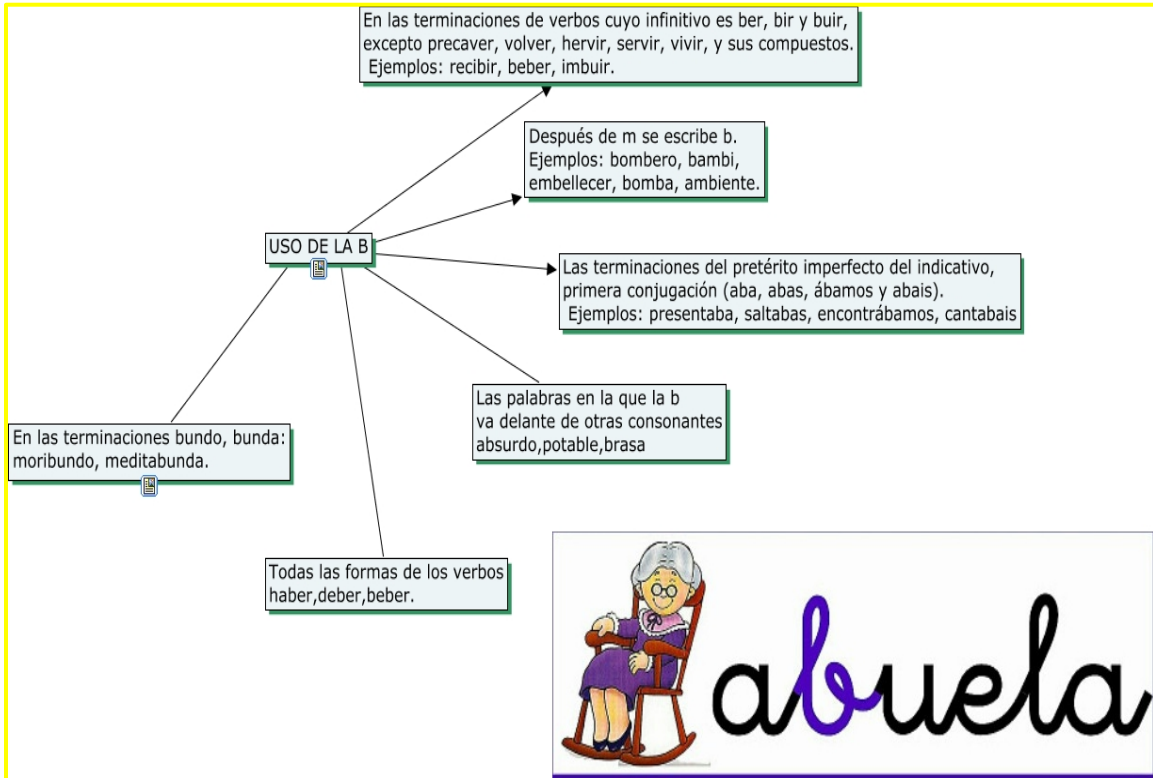 En las terminaciones de verbos cuyo infinitivo es ber, bir y buir,
excepto precaver, volver, hervir, servir, vivir, y sus compuestos.
Ejemplos: recibir, beber, imbuir.
Después de m se escribe b.
Ejemplos: bombero, bambi,
embellecer, bomba, ambiente.
USO DE LA B
Las terminaciones del pretérito imperfecto del indicativo,
primera conjugación (aba, abas, ábamos y abais).
Ejemplos: presentaba, saltabas, encontrábamos, cantabais
Las palabras en la que la b
va delante de otras consonantes
absurdo,potable,brasa
En las terminaciones bundo, bunda:
moribundo, meditabunda.
Todas las formas de los verbos
haber,deber,beber.
abuela